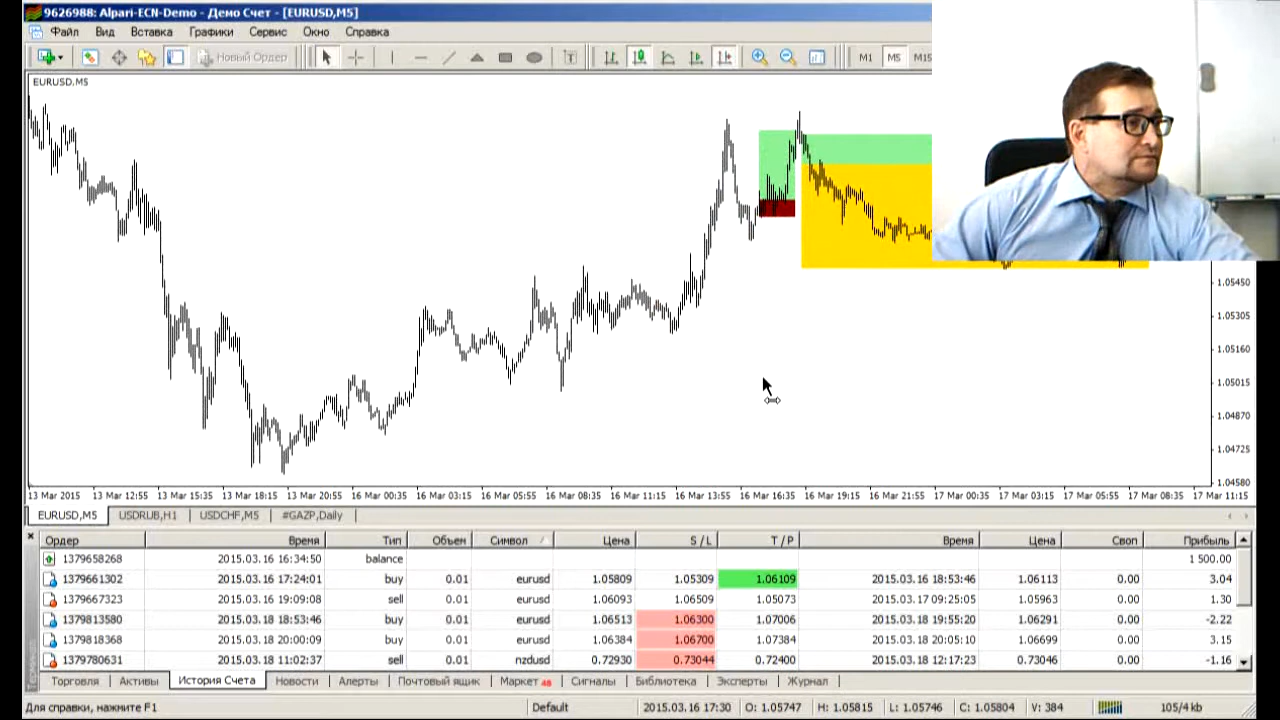 9626988: Alpari-ECN-Demo - Демо Счет - [EURUSD,M5]
Файл Вид Вставка Графики Сервис Окно Справка
Новый Ордер T M1 M5 M15
EURUSD,M5
1.05450
1.05305
1.05160
1.05015
1.04870
1.04725
1.04580
13 Mar 2015 13 Mar 12:55 13 Mar 15:35 13 Mar 18:15 13 Mar 20:55 16 Mar 00:35 16 Mar 03:15 16 Mar 05:55 16 Mar 08:35 16 Mar 11:15 16 Mar 13:55 16 Mar 16:35 16 Mar 19:15 16 Mar 21:55 17 Mar 00:35 17 Mar 03:15 17 Mar 05:55 17 Mar 08:35 17 Mar 11:15
EURUSD,M5 USDRUB,H1 USDCHF,M5 #GAZP,Daily
Ордер Время Тип Объем Символ Цена S / L T / P Время Цена Своп Прибыль
1379658268 2015.03.16 16:34:50 balance 1 500.00
1379661302 2015.03.16 17:24:01 buy 0.01 eurusd 1.05809 1.05309 1.06109 2015.03.16 18:53:46 1.06113 0.00 3.04
1379667323 2015.03.16 19:09:08 sell 0.01 eurusd 1.06093 1.06509 1.05073 2015.03.17 09:25:05 1.05963 0.00 1.30
1379813580 2015.03.18 18:53:46 buy 0.01 eurusd 1.06513 1.06300 1.07006 2015.03.18 19:55:20 1.06291 0.00 -2.22
1379818368 2015.03.18 20:00:09 buy 0.01 eurusd 1.06384 1.06700 1.07384 2015.03.18 20:05:10 1.06699 0.00 3.15
1379780631 2015.03.18 11:02:37 sell 0.01 nzdusd 0.72930 0.73044 0.72400 2015.03.18 12:17:23 0.73046 0.00 -1.16
Торговля Активы История Счета Новости Алерты Почтовый ящик Маркет 48 Сигналы Библиотека Эксперты Журнал
Для справки, нажмите F1 Default 2015.03.16 17:30 O: 1.05747 H: 1.05815 L: 1.05746 C: 1.05804 V: 384 105/4 kb